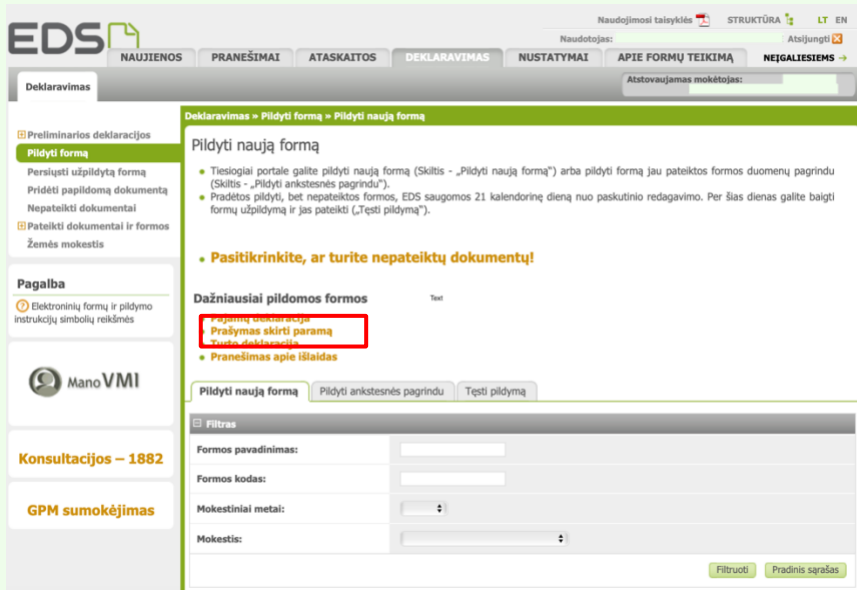 Naudojimosi taisyklės STRUKTŪRA LT EN
EDS
Naudotojas: Atsijungti
NAUJIENOS PRANEŠIMAI ATASKAITOS DEKLARAVIMAS NUSTATYMAI APIE FORMŲ TEIKIMĄ NEĮGALIESIEMS →
Deklaravimas
Atstovaujamas mokėtojas:
Preliminarios deklaracijos
Pildyti formą
Persiųsti užpildytą formą
Pridėti papildomą dokumentą
Nepateikti dokumentai
Pateikti dokumentai ir formos
Žemės mokestis
Pagalba
Elektroninių formų ir pildymo
instrukcijų simbolių reikšmės
Mano VMI
Konsultacijos – 1882
GPM sumokėjimas
Deklaravimas » Pildyti formą » Pildyti naują formą
Pildyti naują formą
• Tiesiogiai portale galite pildyti naują formą (Skiltis - „Pildyti naują formą") arba pildyti formą jau pateiktos formos duomenų pagrindu
(Skiltis - „Pildyti ankstesnės pagrindu").
• Pradėtos pildyti, bet nepateiktos formos, EDS saugomos 21 kalendorinę dieną nuo paskutinio redagavimo. Per šias dienas galite baigti
formų užpildymą ir jas pateikti („Tęsti pildymą").
• Pasitikrinkite, ar turite nepateiktų dokumentų!
Dažniausiai pildomos formos Text
• Pajamų deklaracija
• Prašymas skirti paramą
• Turto deklaracija
• Pranešimas apie išlaidas
Pildyti naują formą Pildyti ankstesnės pagrindu Tęsti pildymą
Filtras
Formos pavadinimas:
Formos kodas:
Mokestiniai metai:
Mokestis:
Filtruoti Pradinis sąrašas